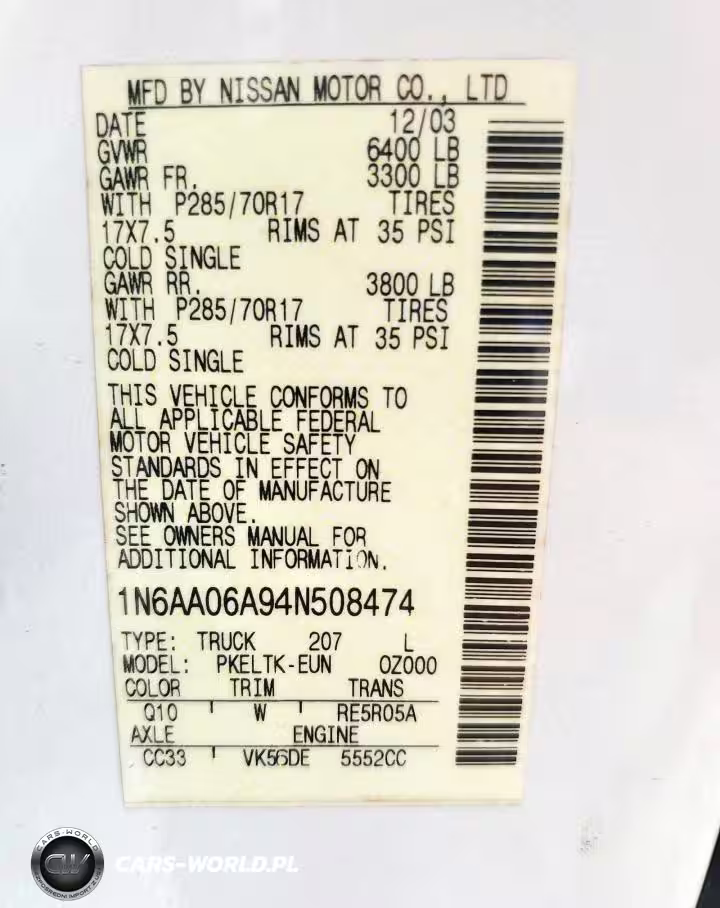 MFD BY NISSAN MOTOR CO., LTD
DATE 12/03
GVWR 6400 LB
GAWR FR. 3300 LB
WITH P285/70R17 TIRES
17X7.5 RIMS AT 35 PSI
COLD SINGLE
GAWR RR. 3800 LB
WITH P285/70R17 TIRES
17X7.5 RIMS AT 35 PSI
COLD SINGLE
THIS VEHICLE CONFORMS TO
ALL APPLICABLE FEDERAL
MOTOR VEHICLE SAFETY
STANDARDS IN EFFECT ON
THE DATE OF MANUFACTURE
SHOWN ABOVE.
SEE OWNERS MANUAL FOR
ADDITIONAL INFORMATION.
1N6AA06A94N508474
TYPE: TRUCK 207 L
MODEL: PKELTK-EUN 0Z000
COLOR TRIM TRANS
Q10 W RE5R05A
AXLE ENGINE
CC33 VK56DE 5552CC
CARS-WORLD
CW
CARS-WORLD.PL